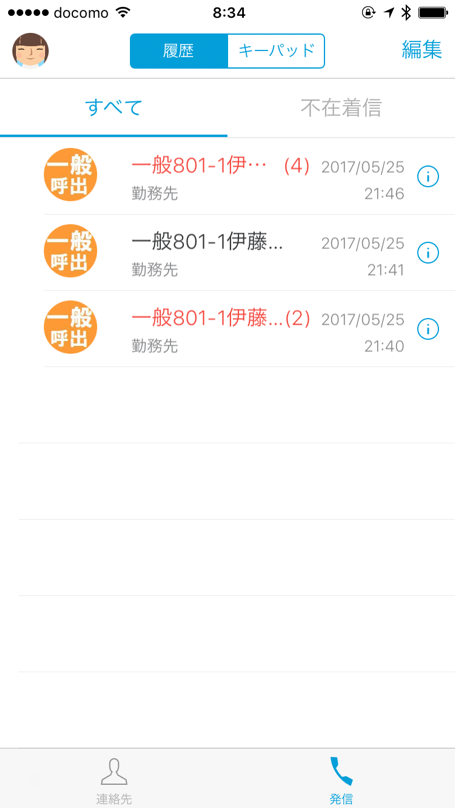 docomo 8:34
履歴 キーパッド 編集
すべて 不在着信
一般呼出 一般801-1伊… (4) 2017/05/25
勤務先 21:46
一般呼出 一般801-1伊藤... 2017/05/25
勤務先 21:41
一般呼出 一般801-1伊藤...(2) 2017/05/25
勤務先 21:40
連絡先 発信